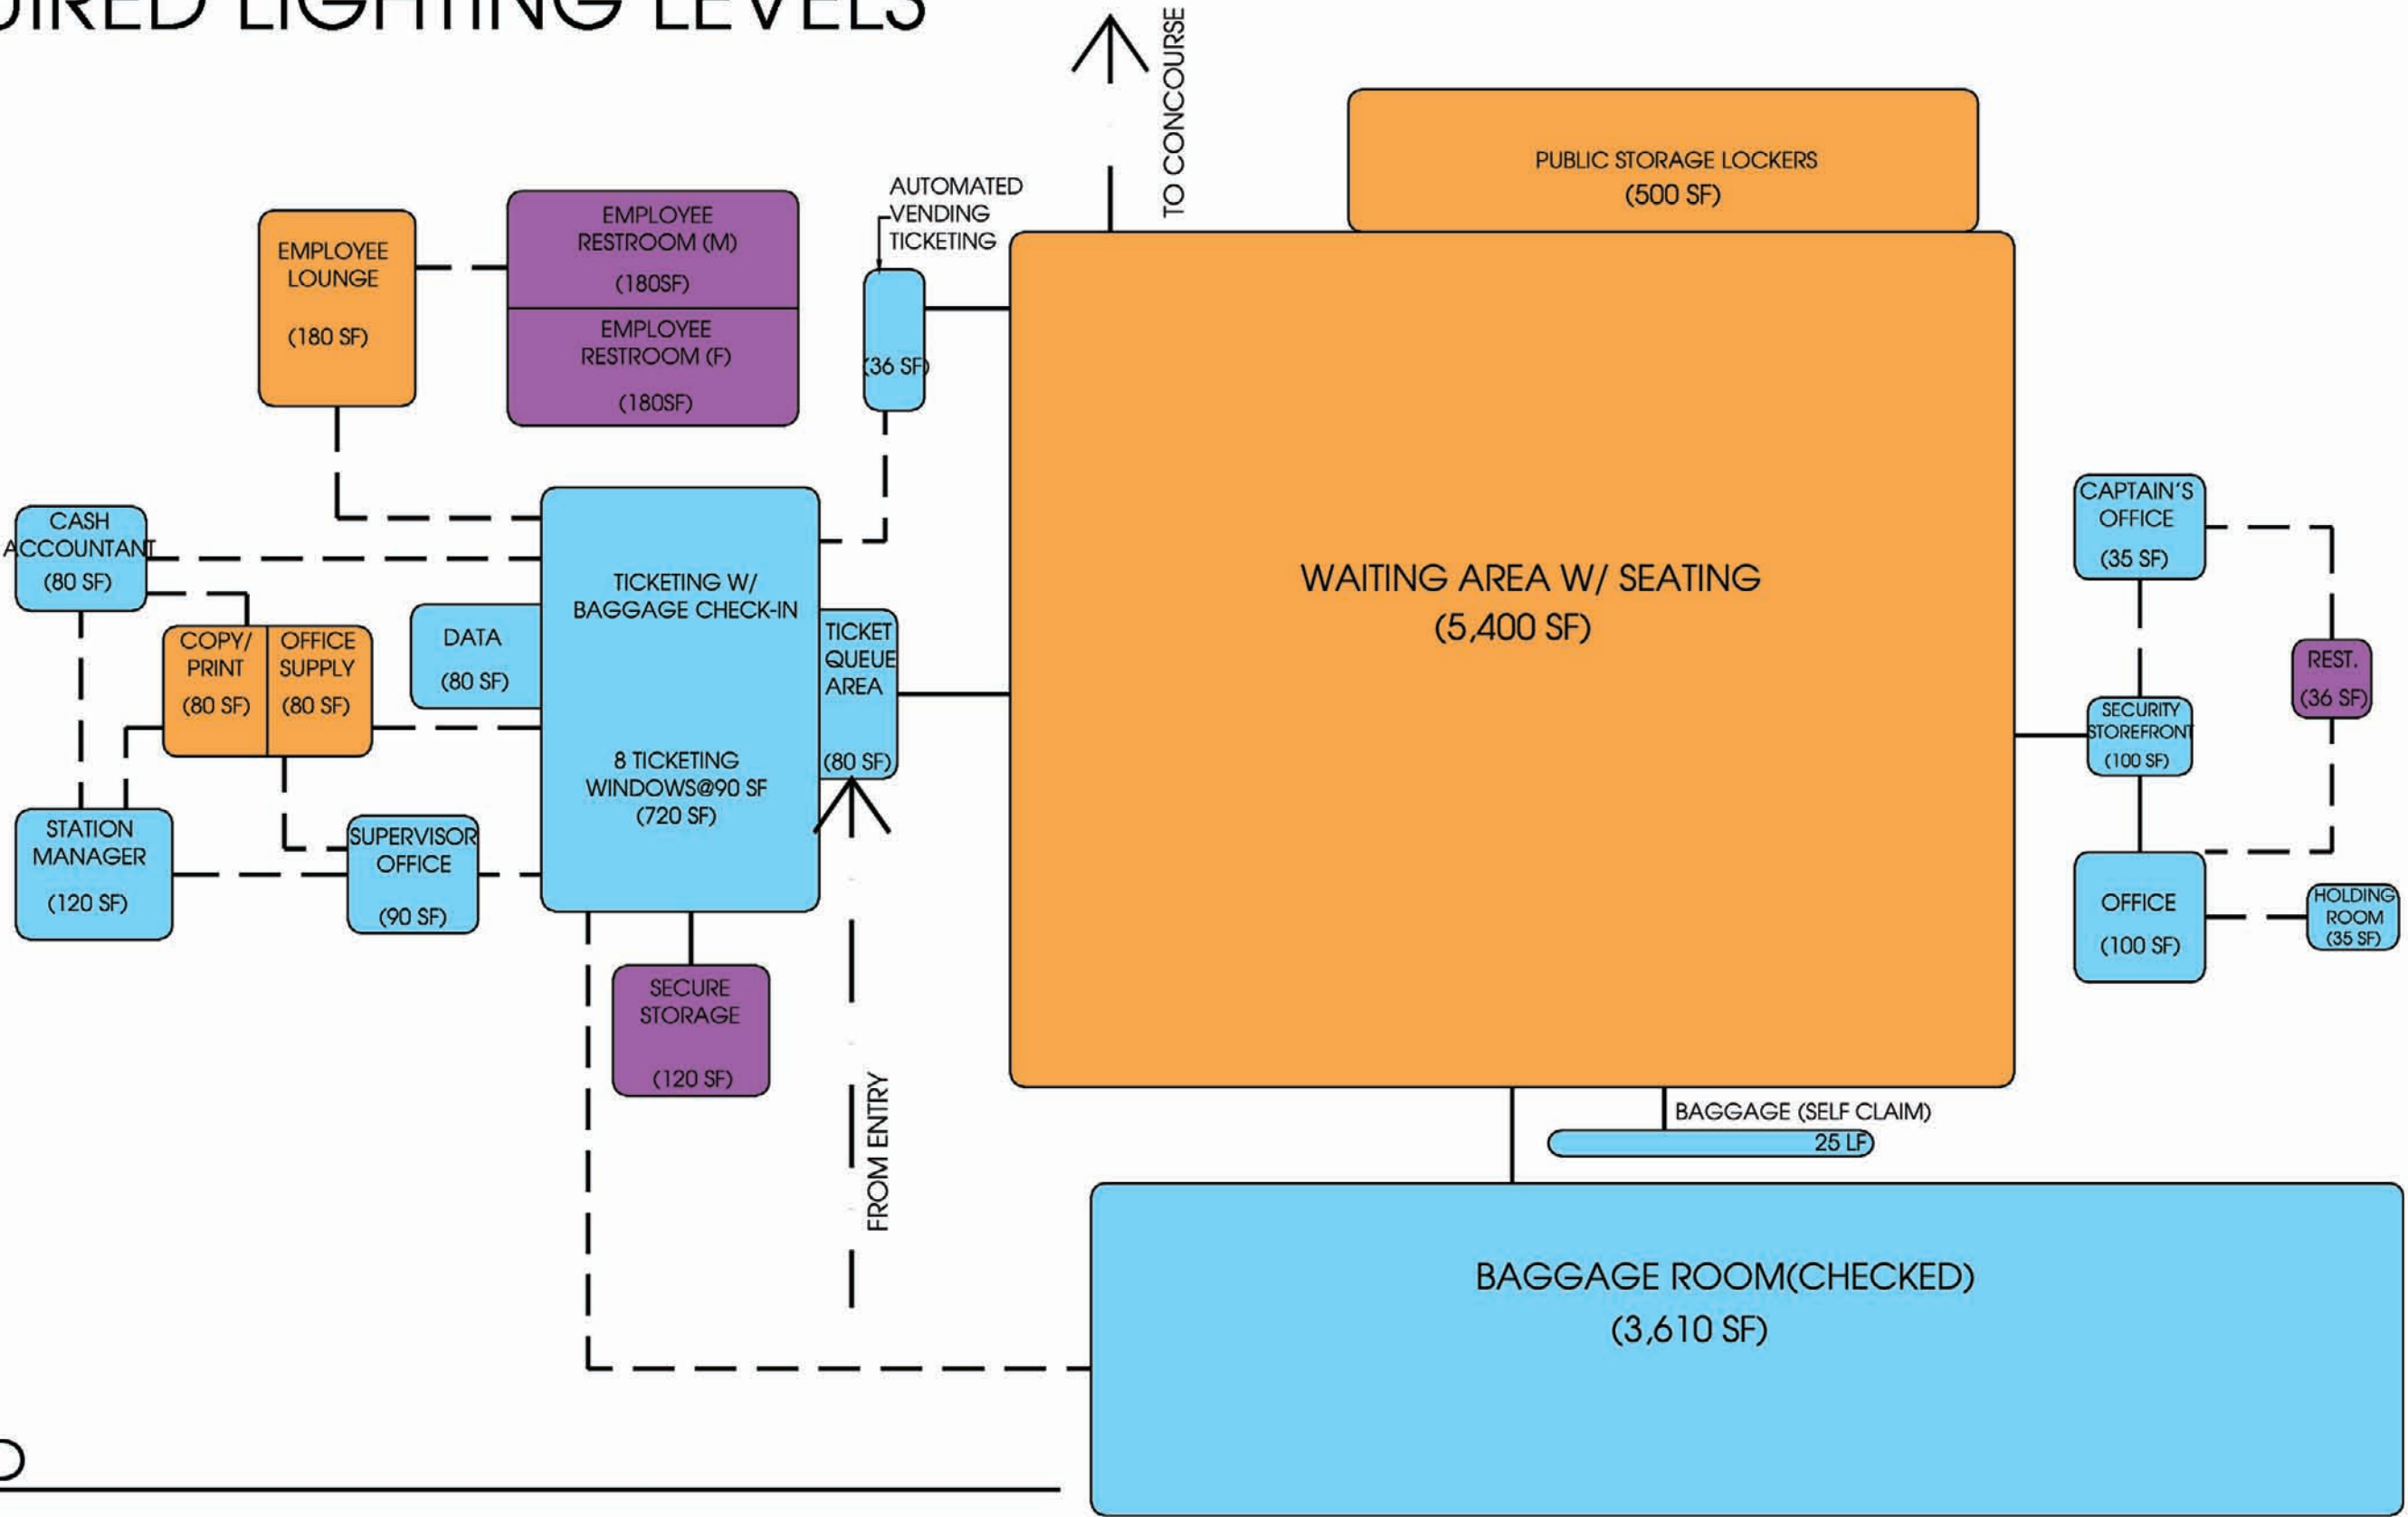 UIRED LIGHTING LEVELS
TO CONCOURSE
PUBLIC STORAGE LOCKERS
(500 SF)
AUTOMATED
VENDING
TICKETING
(36 SF)
EMPLOYEE
LOUNGE
(180 SF)
EMPLOYEE
RESTROOM (M)
(180SF)
EMPLOYEE
RESTROOM (F)
(180SF)
CASH
ACCOUNTANT
(80 SF)
COPY/
PRINT
(80 SF)
OFFICE
SUPPLY
(80 SF)
DATA
(80 SF)
TICKETING W/
BAGGAGE CHECK-IN
8 TICKETING
WINDOWS@90 SF
(720 SF)
TICKET
QUEUE
AREA
(80 SF)
STATION
MANAGER
(120 SF)
SUPERVISOR
OFFICE
(90 SF)
SECURE
STORAGE
(120 SF)
FROM ENTRY
WAITING AREA W/ SEATING
(5,400 SF)
CAPTAIN'S
OFFICE
(35 SF)
REST.
(36 SF)
SECURITY
STOREFRONT
(100 SF)
OFFICE
(100 SF)
HOLDING
ROOM
(35 SF)
BAGGAGE (SELF CLAIM)
25 LF
BAGGAGE ROOM(CHECKED)
(3,610 SF)